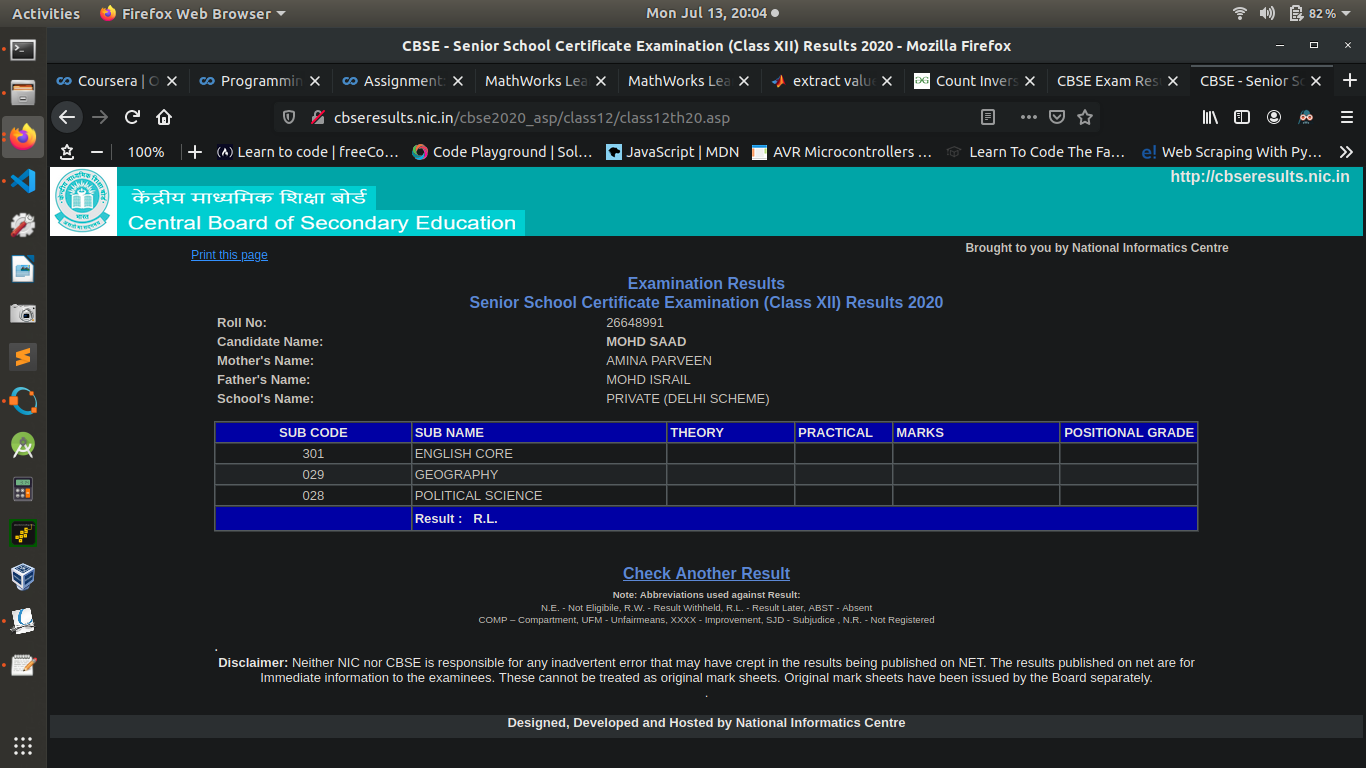 Activities Firefox Web Browser Mon Jul 13, 20:04 82%
CBSE - Senior School Certificate Examination (Class XII) Results 2020 - Mozilla Firefox
Coursera | O Programmin Assignment: MathWorks Lea MathWorks Lea extract value Count Invers CBSE Exam Res CBSE - Senior Sc
cbseresults.nic.in/cbse2020_asp/class12/class12th20.asp
100% Learn to code | freeCo... Code Playground | Sol... JavaScript | MDN AVR Microcontrollers ... Learn To Code The Fa... Web Scraping With Py...
http://cbseresults.nic.in
केंद्रीय माध्यमिक शिक्षा बोर्ड
Central Board of Secondary Education
Print this page Brought to you by National Informatics Centre
Examination Results
Senior School Certificate Examination (Class XII) Results 2020
Roll No: 26648991
Candidate Name: MOHD SAAD
Mother's Name: AMINA PARVEEN
Father's Name: MOHD ISRAIL
School's Name: PRIVATE (DELHI SCHEME)
SUB CODE SUB NAME THEORY PRACTICAL MARKS POSITIONAL GRADE
301 ENGLISH CORE
029 GEOGRAPHY
028 POLITICAL SCIENCE
Result : R.L.
Check Another Result
Note: Abbreviations used against Result:
N.E. - Not Eligibile, R.W. - Result Withheld, R.L. - Result Later, ABST - Absent
COMP – Compartment, UFM - Unfairmeans, XXXX - Improvement, SJD - Subjudice , N.R. - Not Registered
.
Disclaimer: Neither NIC nor CBSE is responsible for any inadvertent error that may have crept in the results being published on NET. The results published on net are for
Immediate information to the examinees. These cannot be treated as original mark sheets. Original mark sheets have been issued by the Board separately.
.
Designed, Developed and Hosted by National Informatics Centre